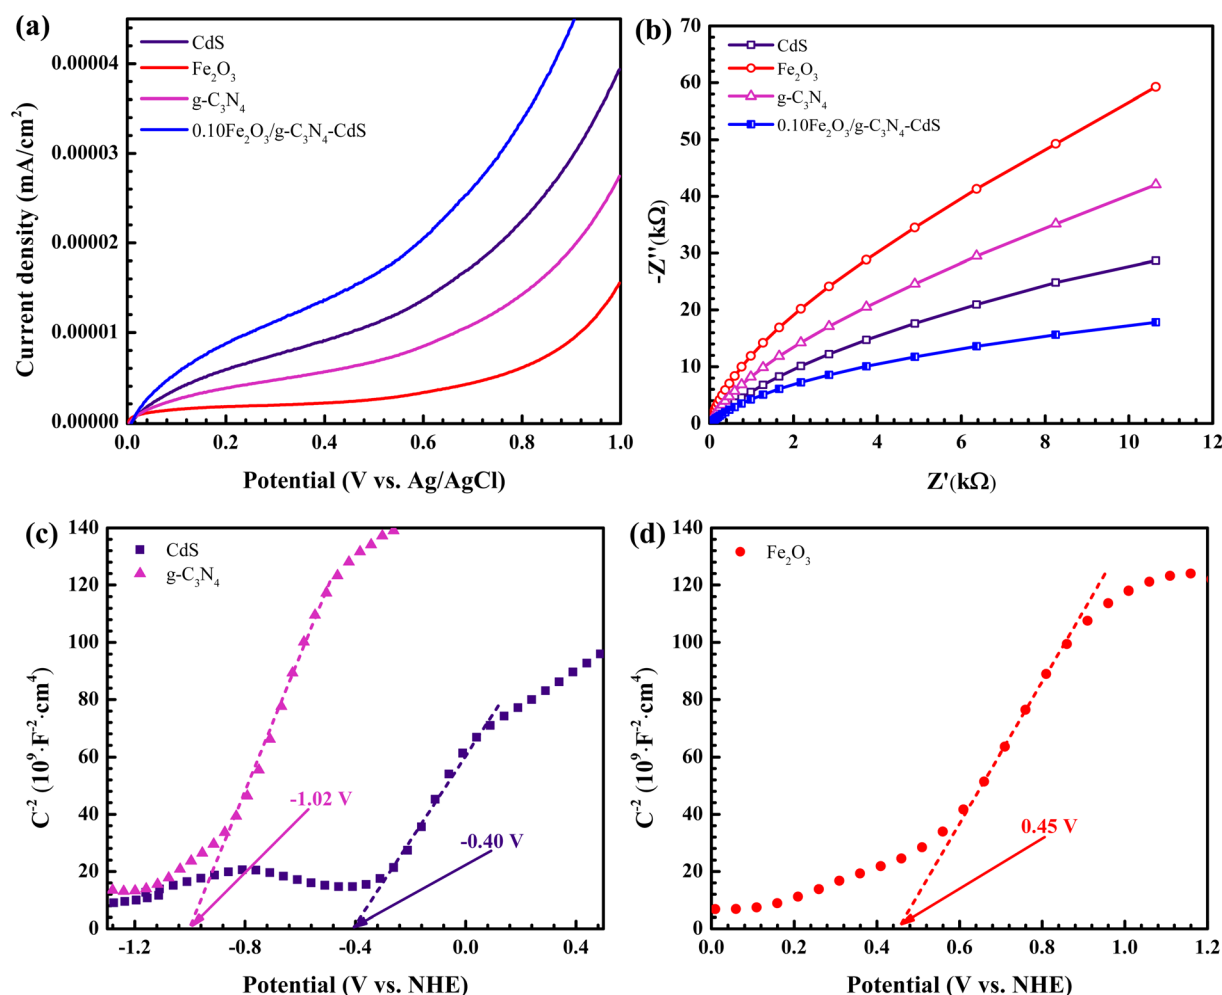 (a)
CdS
Fe₂O₃
g-C₃N₄
0.10Fe₂O₃/g-C₃N₄-CdS
Current density (mA/cm²)
0.00004
0.00003
0.00002
0.00001
0.00000
0.0 0.2 0.4 0.6 0.8 1.0
Potential (V vs. Ag/AgCl)
(b)
CdS
Fe₂O₃
g-C₃N₄
0.10Fe₂O₃/g-C₃N₄-CdS
-Z''(kΩ)
-70
60
50
40
30
20
10
0
0 2 4 6 8 10 12
Z'(kΩ)
(c)
CdS
g-C₃N₄
C⁻² (10⁹·F⁻²·cm⁴)
140
120
100
80
60
40
20
0
-1.02 V
-0.40 V
-1.2 -0.8 -0.4 0.0 0.4
Potential (V vs. NHE)
(d)
Fe₂O₃
C⁻² (10⁹·F⁻²·cm⁴)
140
120
100
80
60
40
20
0
0.45 V
0.0 0.2 0.4 0.6 0.8 1.0 1.2
Potential (V vs. NHE)